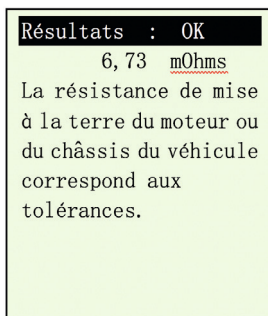 Résultats : OK
6,73 mOhms
La résistance de mise
à la terre du moteur ou
du châssis du véhicule
correspond aux
tolérances.